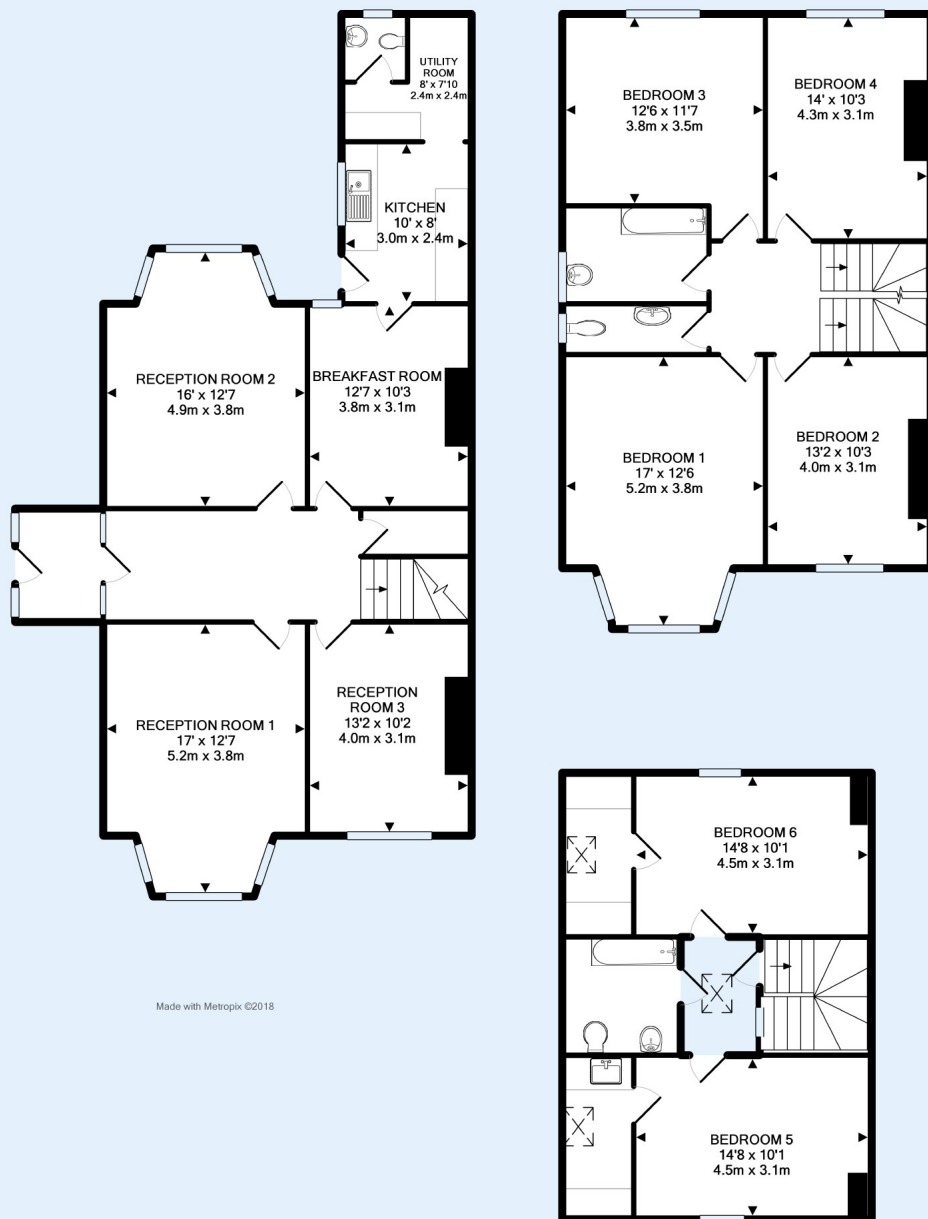 UTILITY
ROOM
8' x 7'10
2.4m x 2.4m
KITCHEN
10' x 8'
3.0m x 2.4m
RECEPTION ROOM 2
16' x 12'7
4.9m x 3.8m
BREAKFAST ROOM
12'7 x 10'3
3.8m x 3.1m
RECEPTION ROOM 1
17' x 12'7
5.2m x 3.8m
RECEPTION
ROOM 3
13'2 x 10'2
4.0m x 3.1m
Made with Metropix ©2018
BEDROOM 3
12'6 x 11'7
3.8m x 3.5m
BEDROOM 4
14' x 10'3
4.3m x 3.1m
BEDROOM 1
17' x 12'6
5.2m x 3.8m
BEDROOM 2
13'2 x 10'3
4.0m x 3.1m
BEDROOM 6
14'8 x 10'1
4.5m x 3.1m
BEDROOM 5
14'8 x 10'1
4.5m x 3.1m